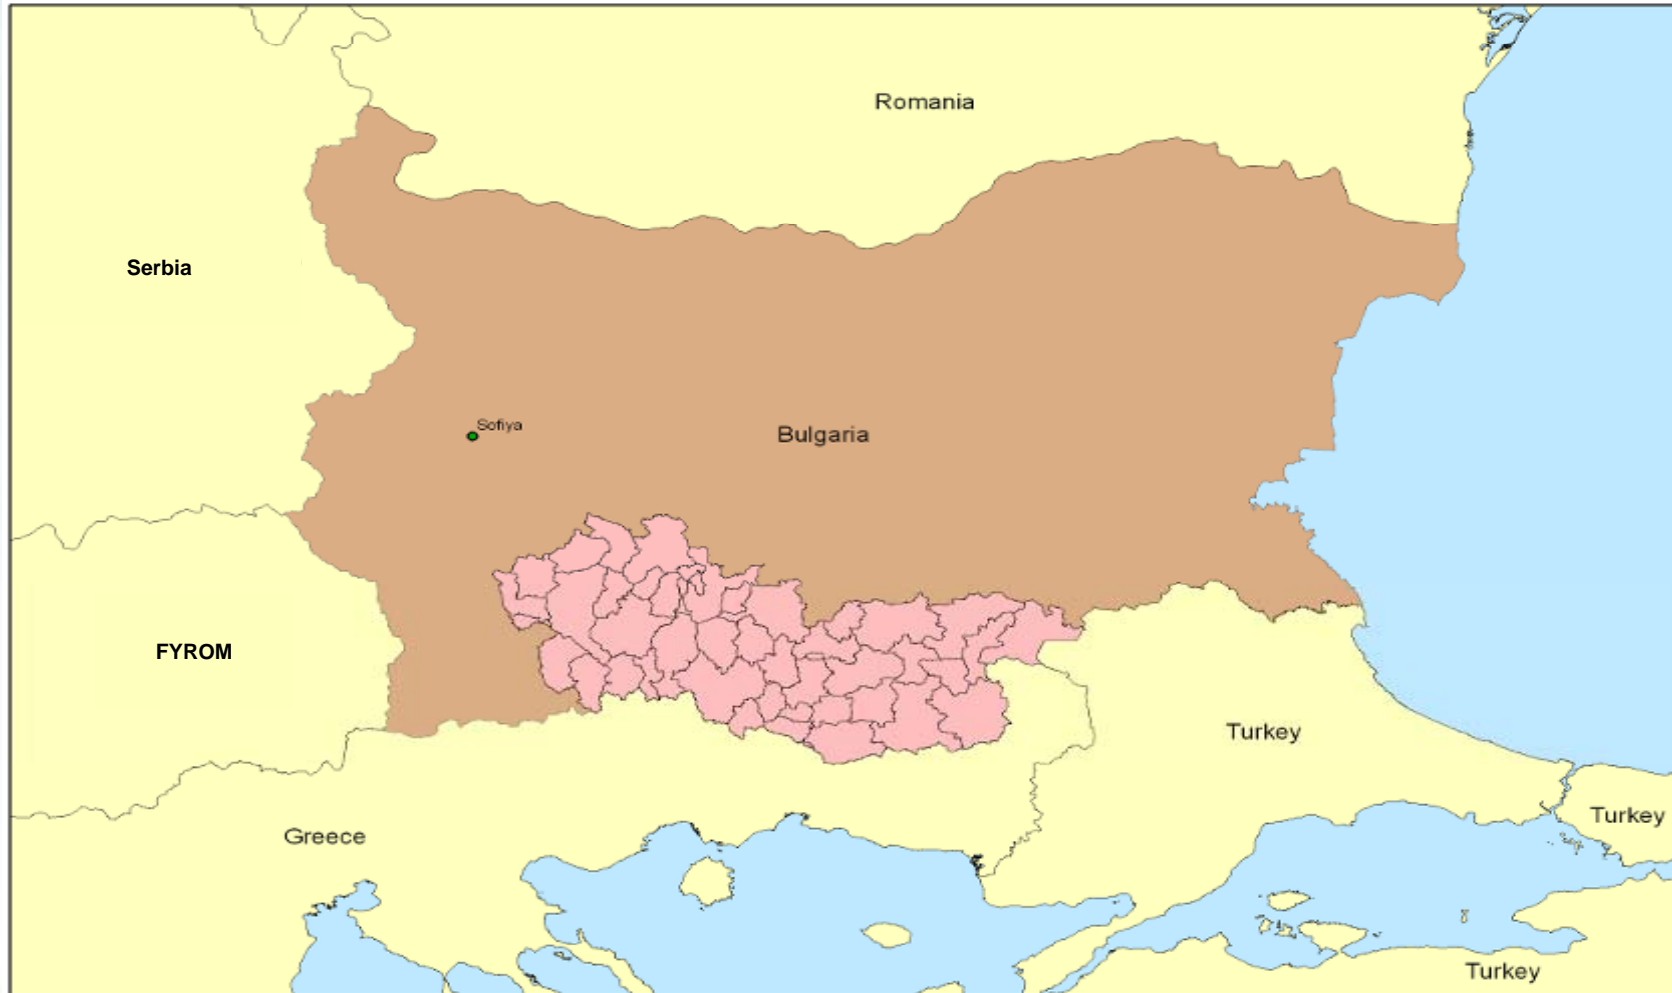 Romania
Serbia
Sofiya
Bulgaria
FYROM
Turkey
Turkey
Greece
Turkey